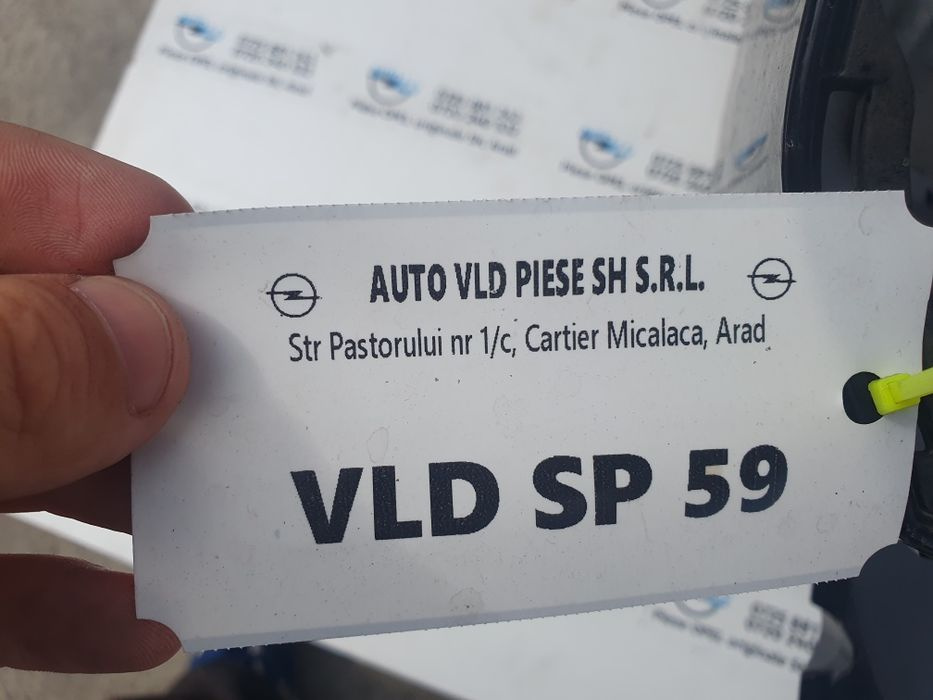 AUTO VLD PIESE SH S.R.L.
Str Pastorului nr 1/c, Cartier Micalaca, Arad
VLD SP 59